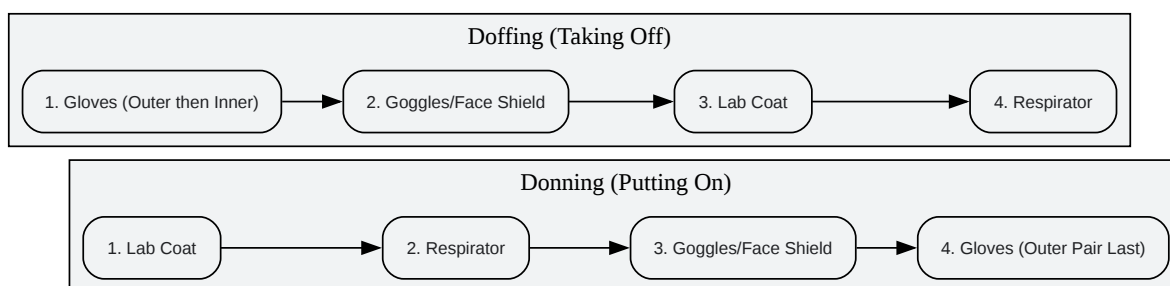 Doffing (Taking Off)
1. Gloves (Outer then Inner)
2. Goggles/Face Shield
3. Lab Coat
4. Respirator
Donning (Putting On)
1. Lab Coat
2. Respirator
3. Goggles/Face Shield
4. Gloves (Outer Pair Last)